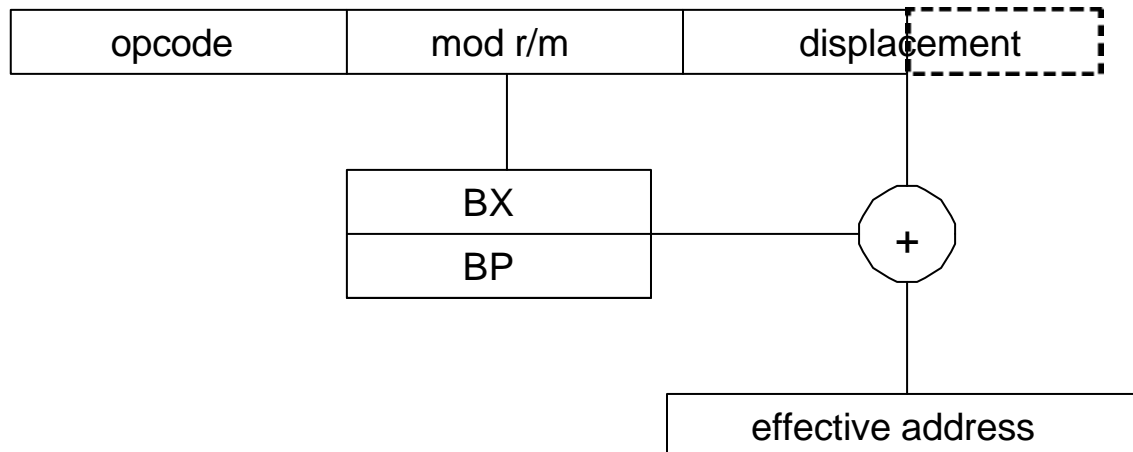 opcode mod r/m displacement
BX
+
BP
effective address